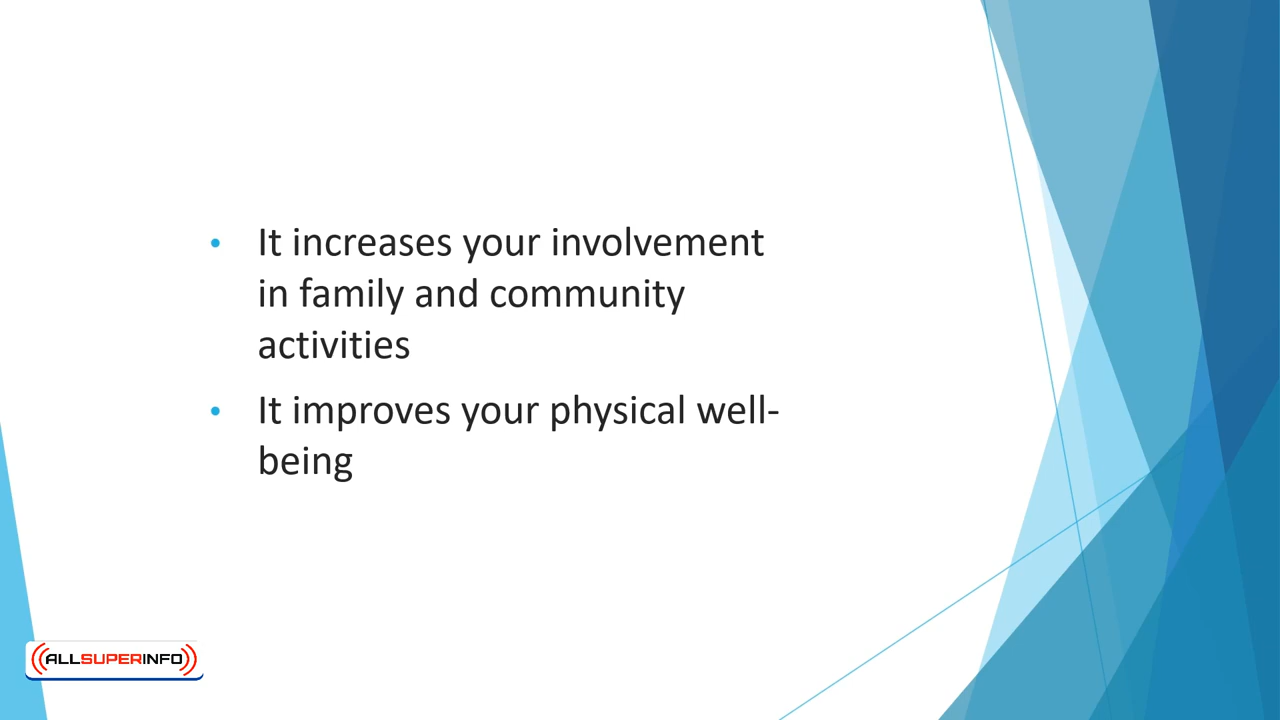 • It increases your involvement
in family and community
activities
• It improves your physical well-
being
ALLSUPERINFO